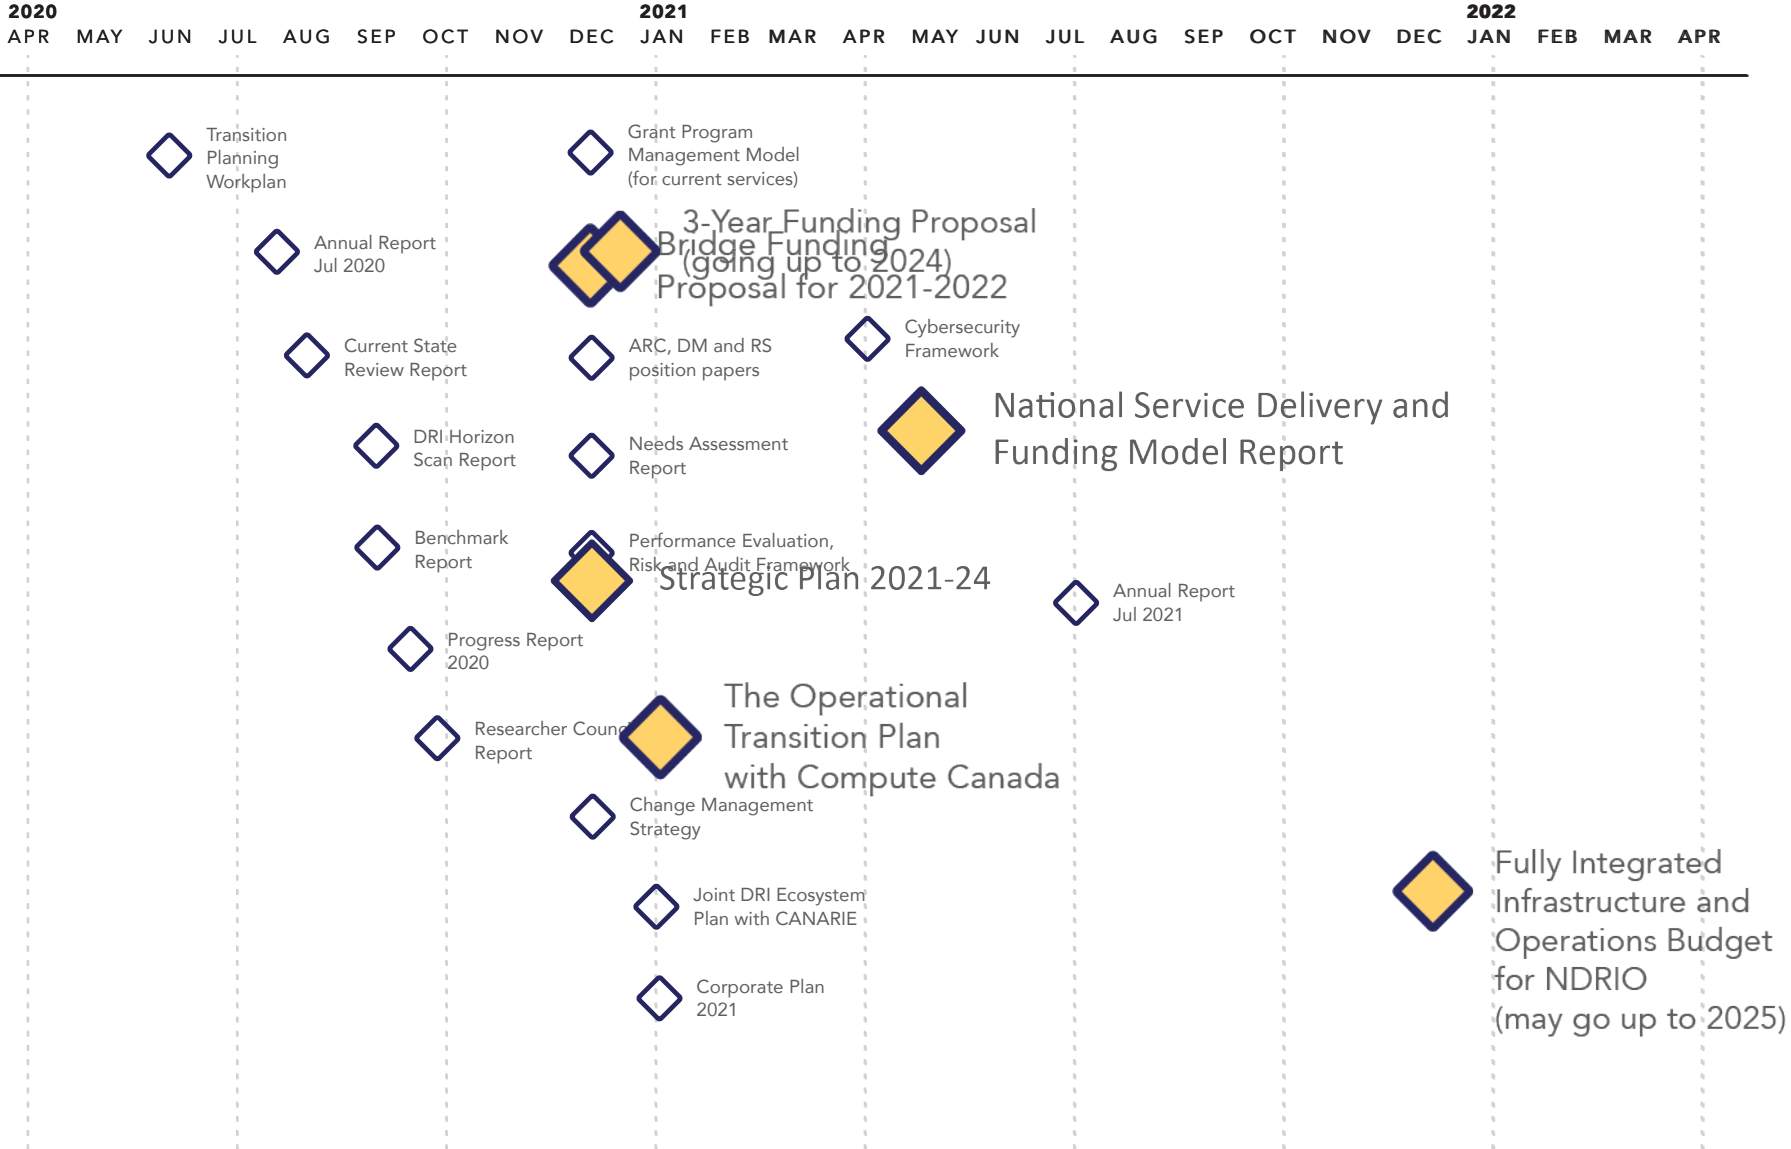 2020 2021 2022
APR MAY JUN JUL AUG SEP OCT NOV DEC JAN FEB MAR APR MAY JUN JUL AUG SEP OCT NOV DEC JAN FEB MAR APR
Transition
Planning
Workplan
Grant Program
Management Model
(for current services)
Annual Report
Jul 2020
3-Year Funding Proposal
(going up to 2024)
Bridge Funding
Proposal for 2021-2022
Current State
Review Report
ARC, DM and RS
position papers
Cybersecurity
Framework
National Service Delivery and
Funding Model Report
DRI Horizon
Scan Report
Needs Assessment
Report
Benchmark
Report
Performance Evaluation,
Risk and Audit Framework
Strategic Plan 2021-24
Annual Report
Jul 2021
Progress Report
2020
The Operational
Transition Plan
with Compute Canada
Researcher
Report
Change Management
Strategy
Joint DRI Ecosystem
Plan with CANARIE
Fully Integrated
Infrastructure and
Operations Budget
for NDRIO
(may go up to 2025)
Corporate Plan
2021